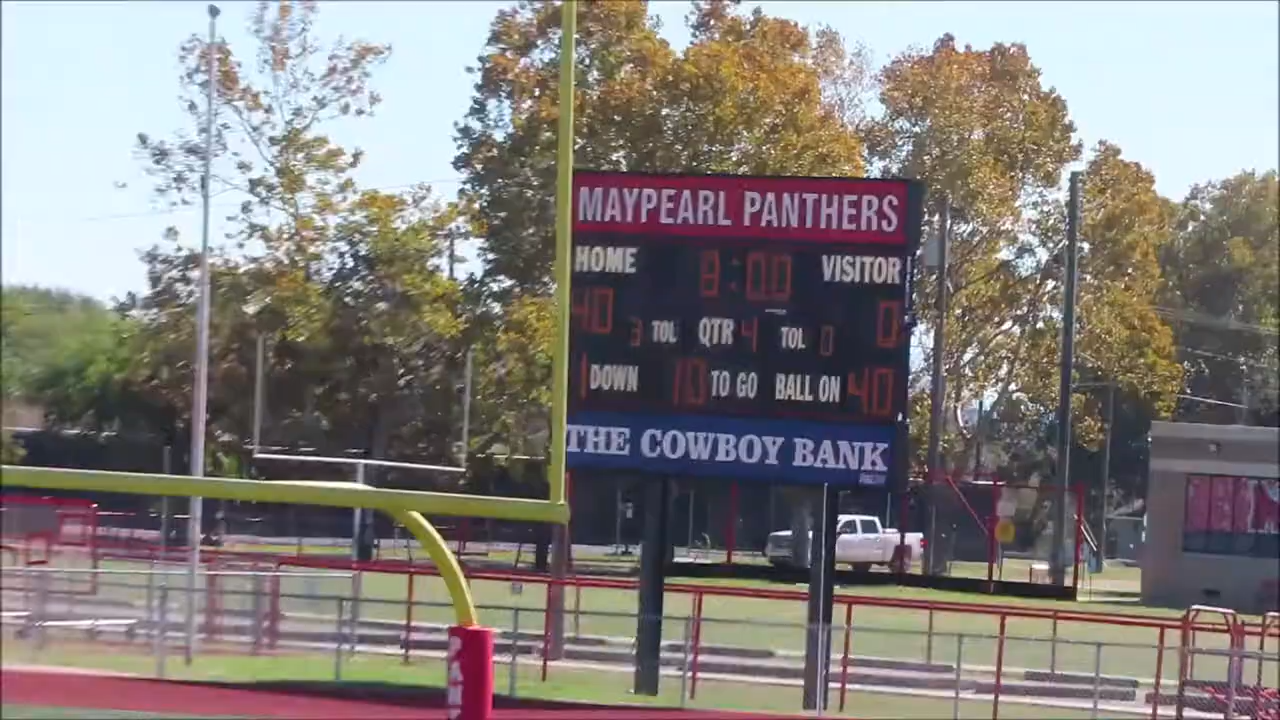 MAYPEARL PANTHERS
HOME 8:00 VISITOR
40 3 TOL QTR 4 TOL 0 0
1 DOWN 10 TO GO BALL ON 40
THE COWBOY BANK